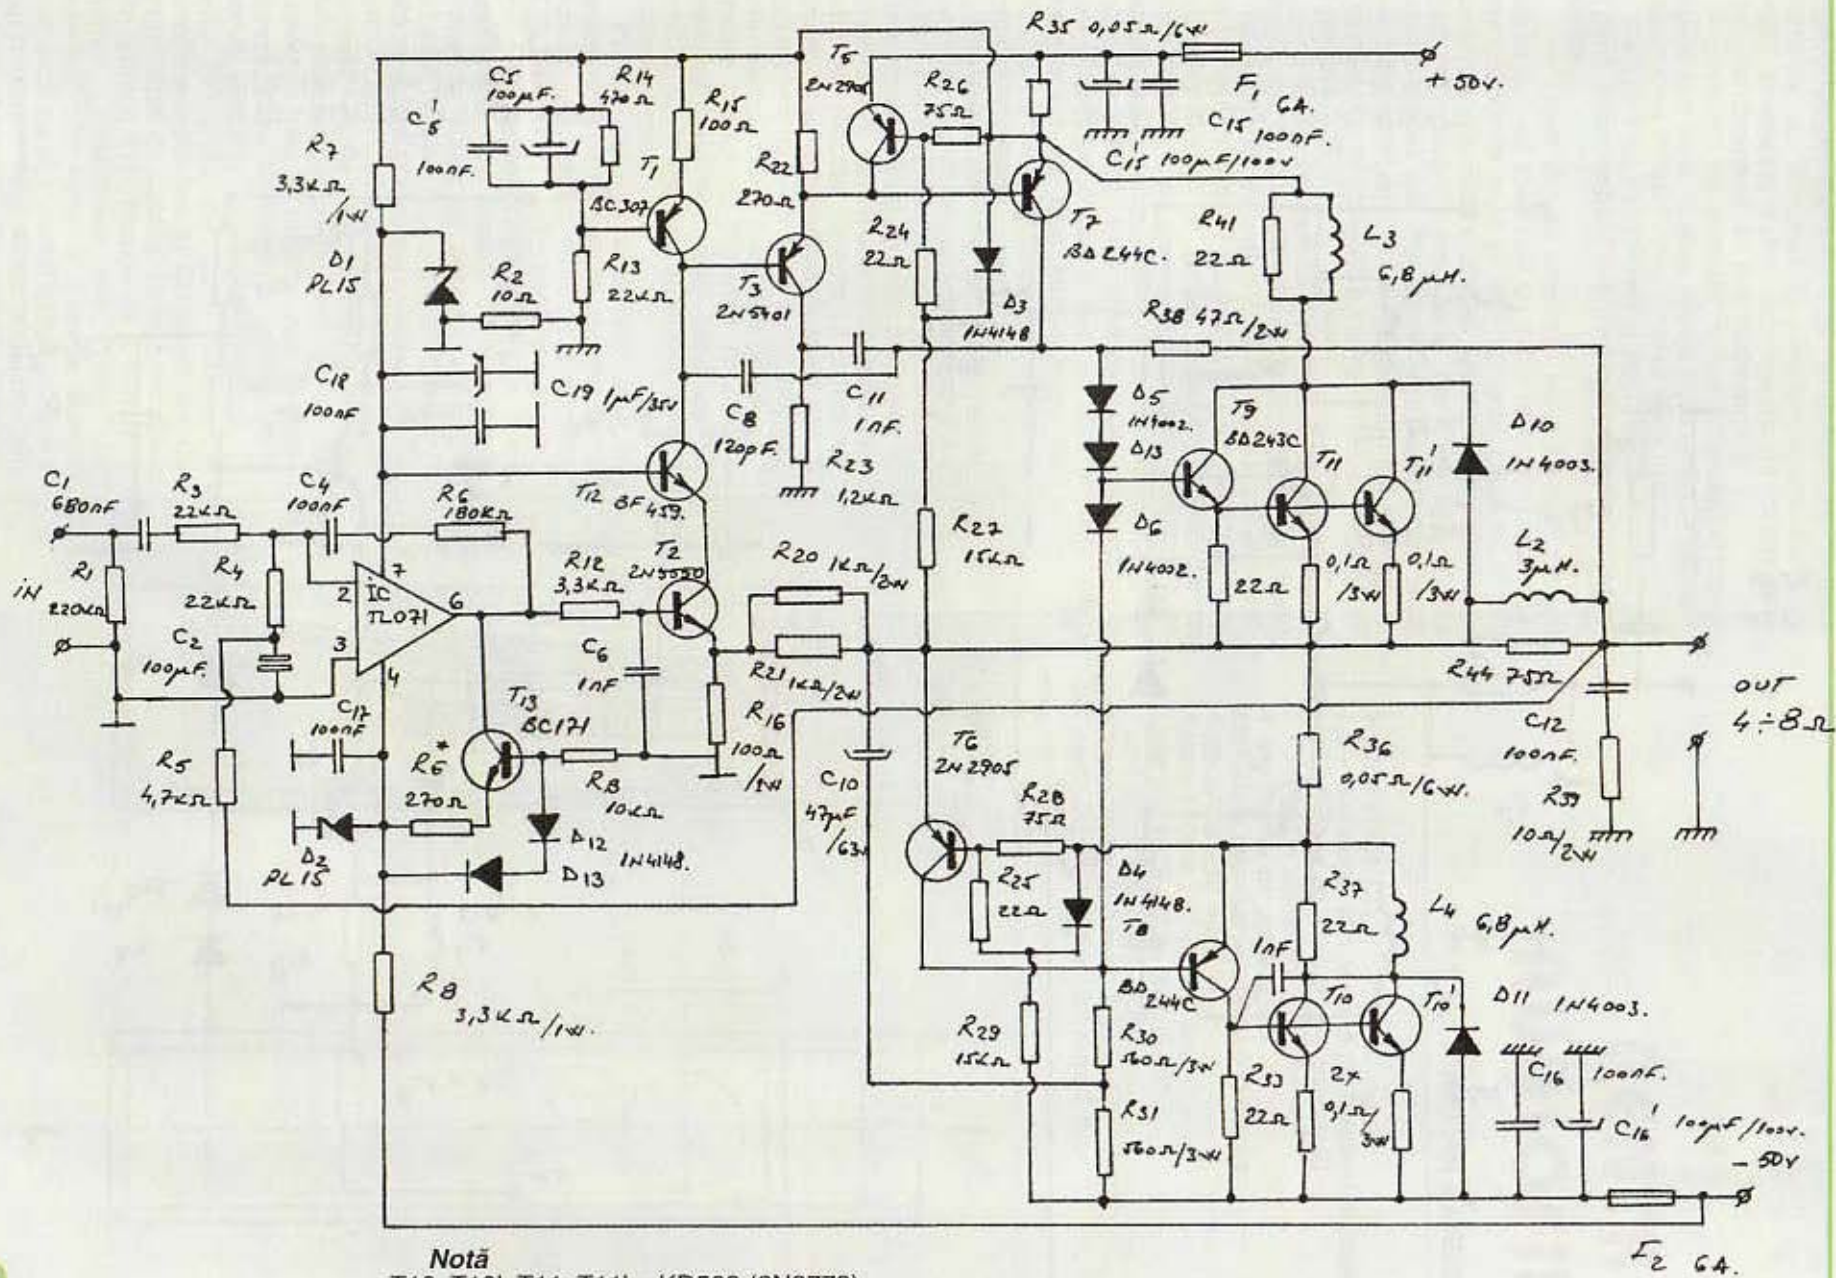 R35 0,05Ω/6W
+50V.
F1 6A.
C15 100nF.
C'15 100µF/100V
T5
2N2905
R26
75Ω
C5
100µF.
R14
470Ω
C'5
100nF.
R15
100Ω
R7
3,3KΩ
/1W
T1
BC307
R22
270Ω
T7
BD244C.
R24
22Ω
R41
22Ω
L3
6,8µH.
D1
PL15
R2
10Ω
R13
22KΩ
T3
2N5401
D3
1N4148
R38 47Ω/2W
C18
100nF
C19 1µF/35V
C8
120pF.
C11
1nF.
R23
1,2KΩ
D5
1N4002.
D13
D6
1N4002.
T9
BD243C
T11
T11'
D10
1N4003.
C1
680nF
R3
22KΩ
C4
100nF
R6
180KΩ
T12 BF459.
R27
15KΩ
22Ω
0,1Ω
/3W
0,1Ω
/3W
L2
3µH.
iN
R1
220KΩ
R4
22KΩ
2
7
iC
TL071
6
3
4
R12
3,3KΩ
T2
2N5550
R20 1KΩ/2W
C2
100µF.
C6
1nF
R21 1KΩ/2W
R44 75Ω
OUT
4÷8Ω
C17
100nF
T13
BC171
R16
100Ω
/1W
T6
2N2905
R36
0,05Ω/6W.
C12
100nF.
R39
10Ω/2W
R5
4,7KΩ
R6*
270Ω
R8
10KΩ
C10
47µF
/63V
R28
75Ω
D2
PL15
D12
1N4148.
D13
R25
22Ω
D4
1N4148.
T8
BD
244C
R37
22Ω
L4
6,8µH.
1nF
R8
3,3KΩ/1W.
T10
T10'
D11 1N4003.
R29
15KΩ
R30
560Ω/3W
R31
560Ω/3W
R33
22Ω
2x
0,1Ω/
3W
C16 100nF.
C16' 100µF/100V.
-50V
F2 6A.
Notă